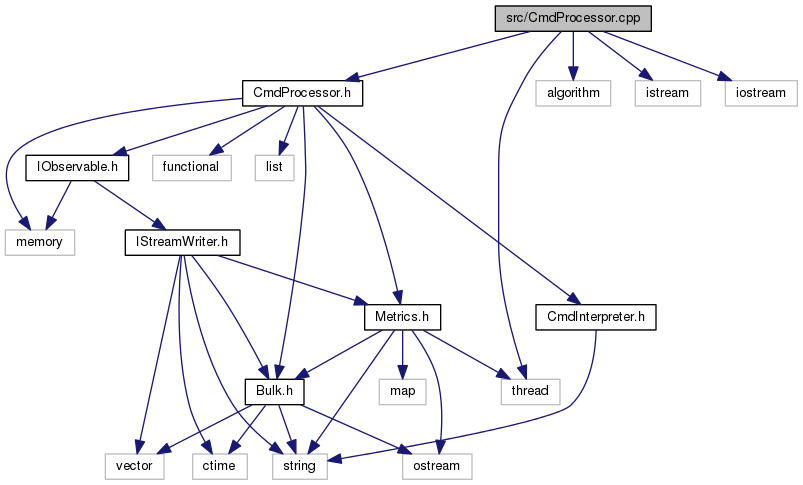 src/CmdProcessor.cpp
CmdProcessor.h
algorithm
istream
iostream
IObservable.h
functional
list
memory
IStreamWriter.h
Metrics.h
CmdInterpreter.h
Bulk.h
map
thread
vector
ctime
string
ostream